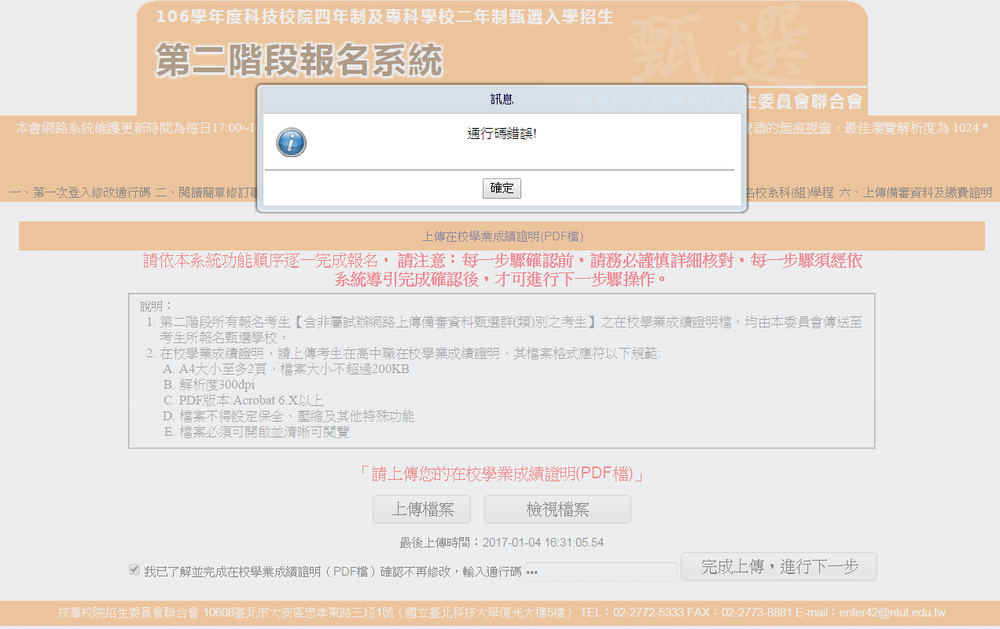 106學年度科技校院四年制及專科學校二年制甄選入學招生
甄選
第二階段報名系統
生委員會聯合會
訊息
本會網路系統維護更新時間為每日17:00~1
器的無痕視窗，最佳瀏覽解析度為 1024 *
通行碼錯誤!
確定
一、第一次登入修改通行碼 二、閱讀簡章修訂事
名校系科(組)學程 六、上傳備審資料及繳費證明
上傳在校學業成績證明(PDF檔)
請依本系統功能順序逐一完成報名， 請注意：每一步驟確認前，請務必謹慎詳細核對，每一步驟須經依
系統導引完成確認後，才可進行下一步驟操作。
說明：
1. 第二階段所有報名考生【含非屬試辦網路上傳備審資料甄選群(類)別之考生】之在校學業成績證明檔，均由本委員會傳送至
考生所報名甄選學校。
2. 在校學業成績證明，請上傳考生在高中職在校學業成績證明，其檔案格式應符以下規範:
A. A4大小至多2頁，檔案大小不超過200KB
B. 解析度300dpi
C. PDF版本:Acrobat 6.X以上
D. 檔案不得設定保全、壓縮及其他特殊功能
E. 檔案必須可開啟並清晰可閱覽
「請上傳您的在校學業成績證明(PDF檔)」
上傳檔案 檢視檔案
最後上傳時間：2017-01-04 16:31:05.54
我已了解並完成在校學業成績證明（PDF檔）確認不再修改，輸入通行碼 ••• 完成上傳，進行下一步
技專校院招生委員會聯合會 10608臺北市大安區忠孝東路三段1號（國立臺北科技大學億光大樓5樓） TEL：02-2772-5333 FAX：02-2773-8881 E-mail：enter42@ntut.edu.tw